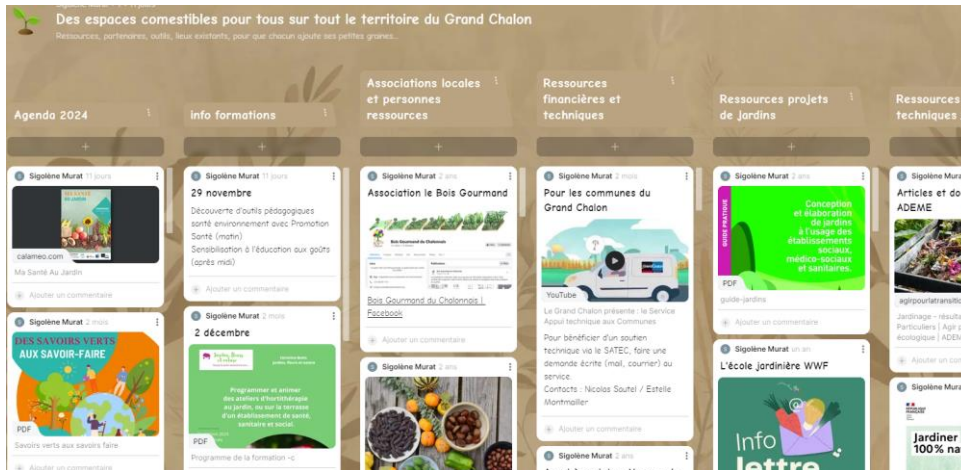 Des espaces comestibles pour tous sur tout le territoire du Grand Chalon
Ressources, partenaires, outils, lieux existants, pour que chacun ajoute ses petites graines...
Agenda 2024
Sigolène Murat 11 jours
calameo.com
Ma Santé Au Jardin
Ajouter un commentaire
Sigolène Murat 2 mois
DES SAVOIRS VERTS
AUX SAVOIR-FAIRE
PDF
Savoirs verts aux savoirs faire
Ajouter un commentaire
info formations
Sigolène Murat 11 jours
29 novembre
Découverte d'outils pédagogiques
santé environnement avec Promotion
Santé (matin)
Sensibilisation à l'éducation aux goûts
(après midi)
Ajouter un commentaire
Sigolène Murat 2 mois
2 décembre
Programmer et animer
des ateliers d'hortithérapie
au jardin, ou sur la terrasse
d'un établissement de santé,
sanitaire et social.
PDF
Programme de la formation -c
Associations locales
et personnes
ressources
Sigolène Murat 2 ans
Association le Bois Gourmand
Bois Gourmand du Chalonnais
Bois Gourmand du Chalonnais |
Facebook
Ajouter un commentaire
Sigolène Murat 2 ans
Ressources
financières et
techniques
Sigolène Murat 2 mois
Pour les communes du
Grand Chalon
YouTube
Le Grand Chalon présente : le Service
Appui technique aux Communes
Pour bénéficier d'un soutien
technique via le SATEC, faire une
demande écrite (mail, courrier) au
service.
Contacts : Nicolas Sautel / Estelle
Montmailler
Ajouter un commentaire
Sigolène Murat 2 ans
Ressources projets
de jardins
Sigolène Murat 2 ans
GUIDE PRATIQUE
Conception
et élaboration
de jardins
à l'usage des
établissements
sociaux,
médico-sociaux
et sanitaires.
PDF
guide-jardins
Ajouter un commentaire
Sigolène Murat un an
L'école jardinière WWF
Info
lettre
Ressources
techniques
Sigolène Mura
Articles et do
ADEME
agirpourlatransitio
Jardinage - résulta
Particuliers | Agir p
écologique | ADEM
Ajouter un com
Sigolène Mura
Jardiner
100% nat